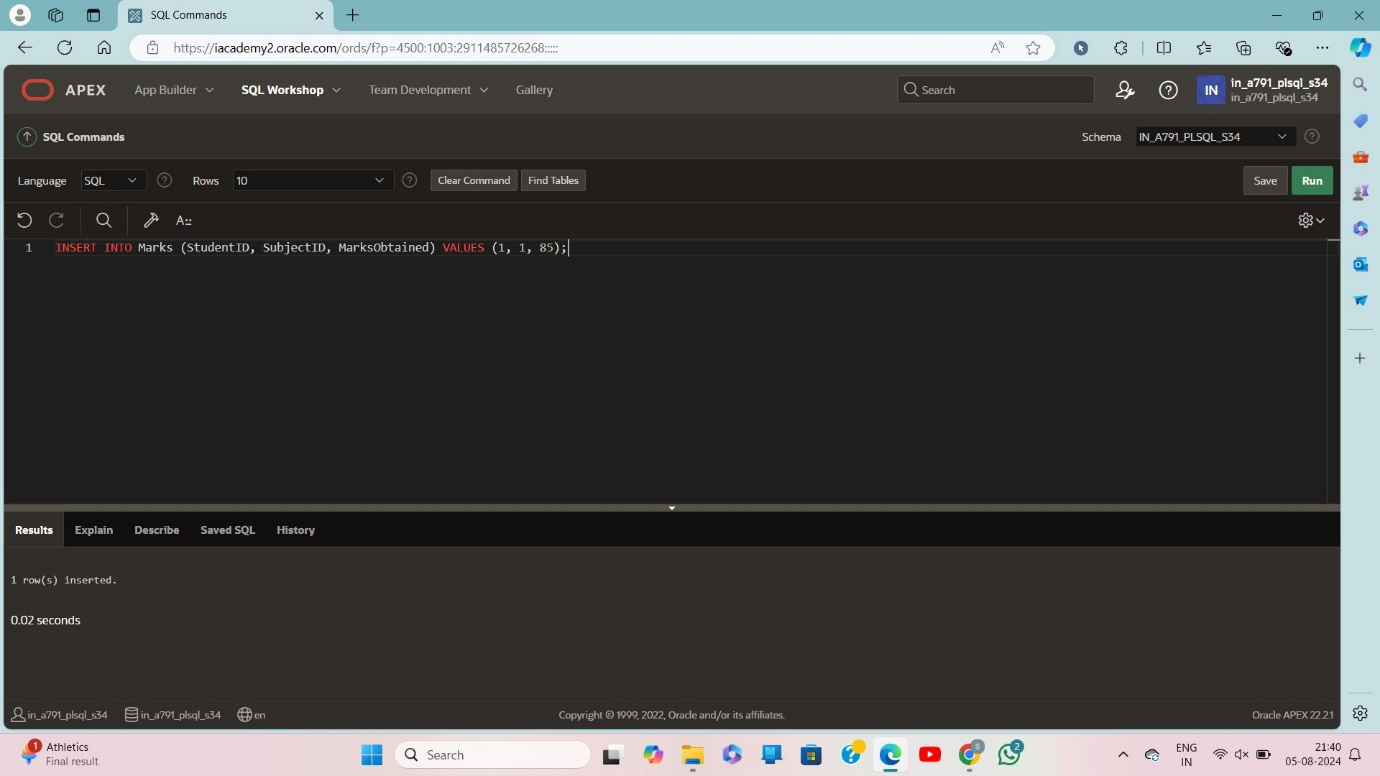 SQL Commands
https://iacademy2.oracle.com/ords/f?p=4500:1003:2911485726268:::::
APEX App Builder SQL Workshop Team Development Gallery Search IN in_a791_plsql_s34
in_a791_plsql_s34
SQL Commands Schema IN_A791_PLSQL_S34
Language SQL Rows 10 Clear Command Find Tables Save Run
A::
1 INSERT INTO Marks (StudentID, SubjectID, MarksObtained) VALUES (1, 1, 85);
Results Explain Describe Saved SQL History
1 row(s) inserted.
0.02 seconds
in_a791_plsql_s34 in_a791_plsql_s34 en Copyright © 1999, 2022, Oracle and/or its affiliates. Oracle APEX 22.2.1
1 Athletics
Final result
Search
2
ENG
IN
21:40
05-08-2024